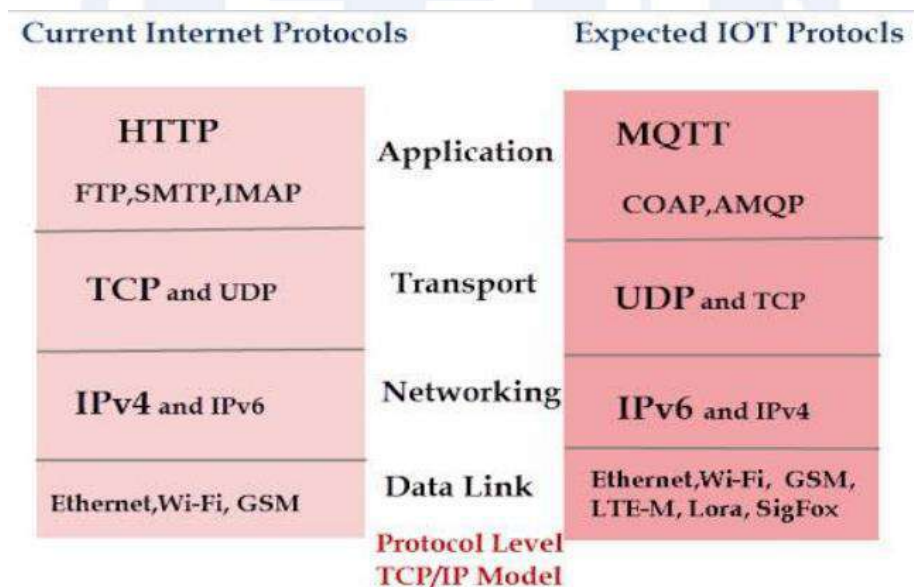 Current Internet Protocols
Expected IOT Protocls
HTTP
FTP,SMTP,IMAP
Application
MQTT
COAP,AMQP
TCP and UDP
Transport
UDP and TCP
IPv4 and IPv6
Networking
IPv6 and IPv4
Ethernet,Wi-Fi, GSM
Data Link
Ethernet,Wi-Fi, GSM,
LTE-M, Lora, SigFox
Protocol Level
TCP/IP Model